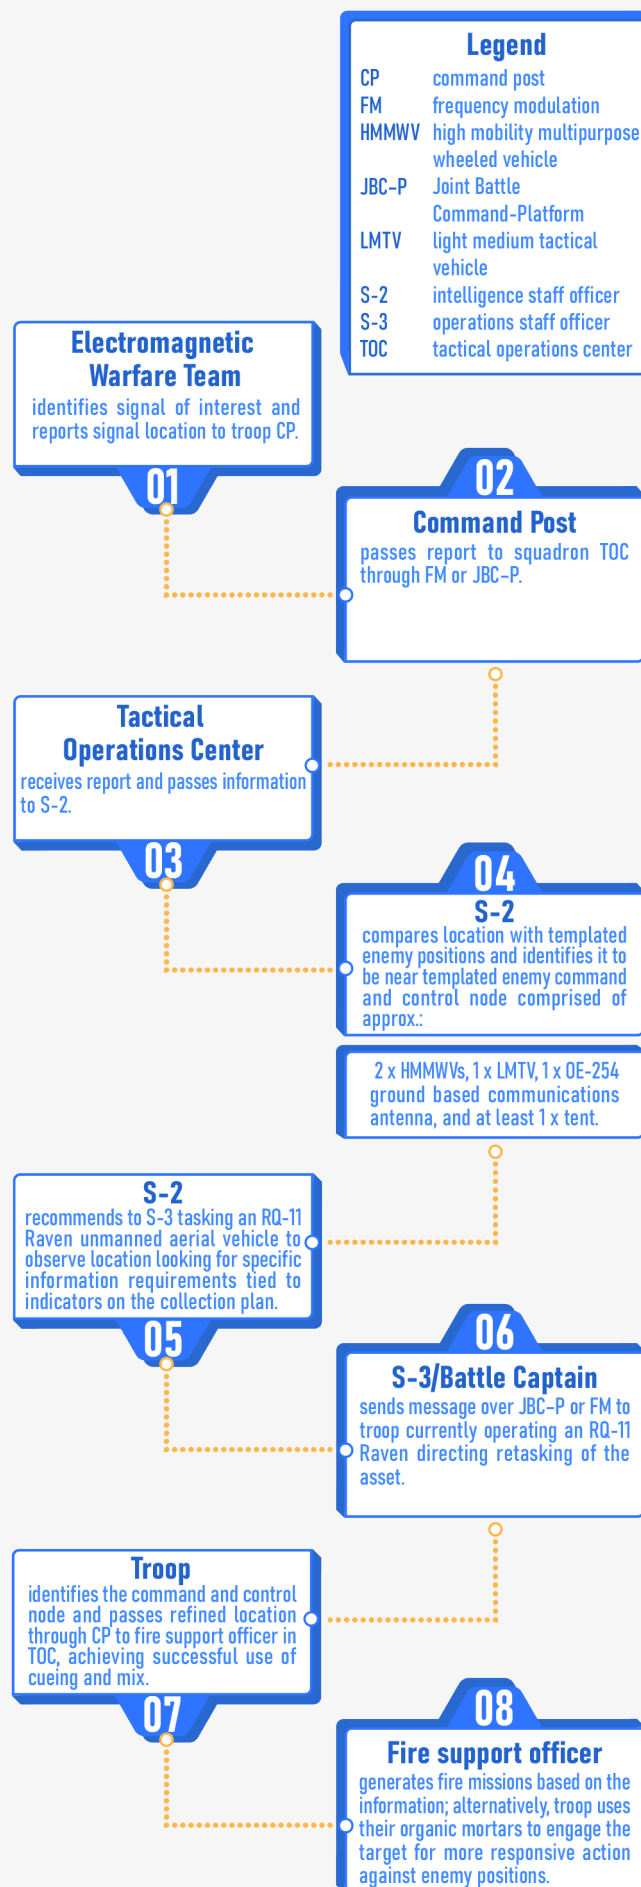 Legend
CP command post
FM frequency modulation
HMMWV high mobility multipurpose
wheeled vehicle
JBC-P Joint Battle
Command-Platform
LMTV light medium tactical
vehicle
S-2 intelligence staff officer
S-3 operations staff officer
TOC tactical operations center
Electromagnetic
Warfare Team
identifies signal of interest and
reports signal location to troop CP.
01
02
Command Post
passes report to squadron TOC
through FM or JBC-P.
Tactical
Operations Center
receives report and passes information
to S-2.
03
04
S-2
compares location with templated
enemy positions and identifies it to
be near templated enemy command
and control node comprised of
approx.:
2 x HMMWVs, 1 x LMTV, 1 x OE-254
ground based communications
antenna, and at least 1 x tent.
S-2
recommends to S-3 tasking an RQ-11
Raven unmanned aerial vehicle to
observe location looking for specific
information requirements tied to
indicators on the collection plan.
05
06
S-3/Battle Captain
sends message over JBC-P or FM to
troop currently operating an RQ-11
Raven directing retasking of the
asset.
Troop
identifies the command and control
node and passes refined location
through CP to fire support officer in
TOC, achieving successful use of
cueing and mix.
07
08
Fire support officer
generates fire missions based on the
information; alternatively, troop uses
their organic mortars to engage the
target for more responsive action
against enemy positions.